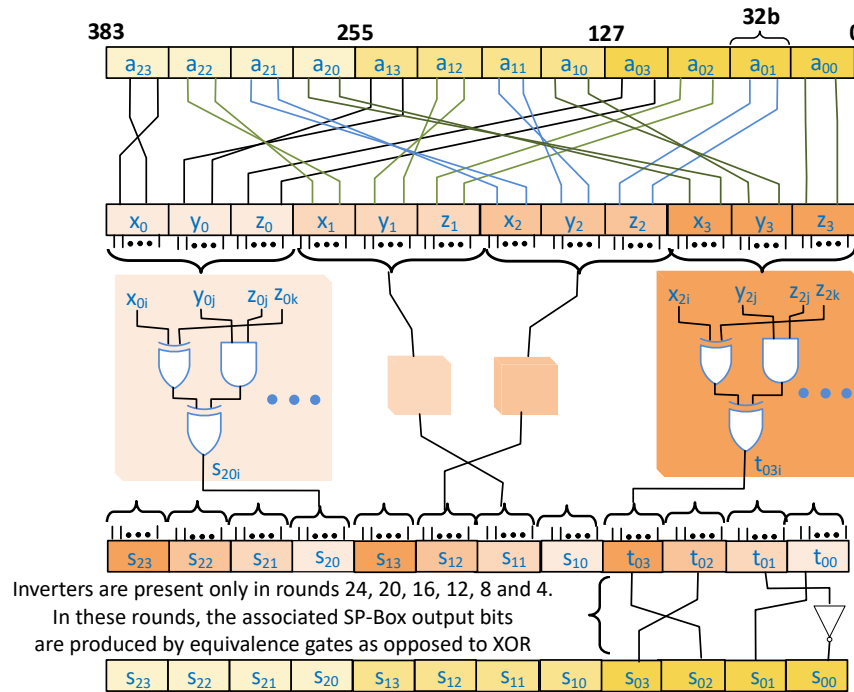 32b
383 255 127 0
a23 a22 a21 a20 a13 a12 a11 a10 a03 a02 a01 a00
x0 y0 z0 x1 y1 z1 x2 y2 z2 x3 y3 z3
x0i y0j z0j z0k x2i y2j z2j z2k
s20i t03i
s23 s22 s21 s20 s13 s12 s11 s10 t03 t02 t01 t00
Inverters are present only in rounds 24, 20, 16, 12, 8 and 4.
In these rounds, the associated SP-Box output bits
are produced by equivalence gates as opposed to XOR
s23 s22 s21 s20 s13 s12 s11 s10 s03 s02 s01 s00